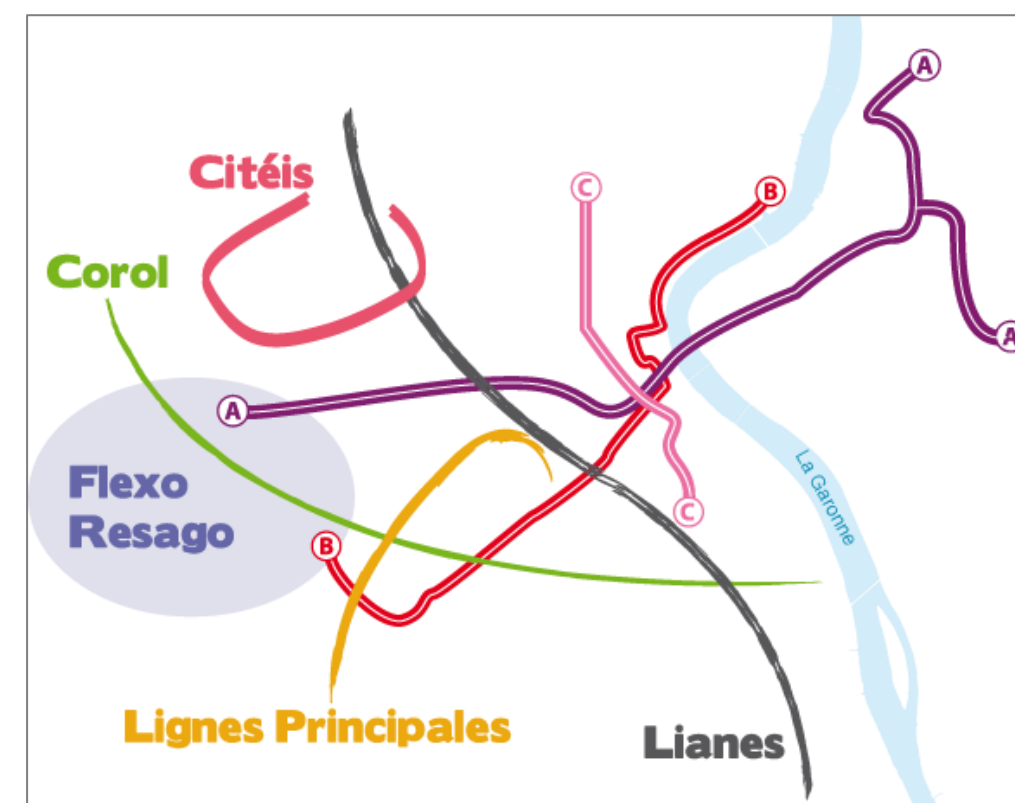 A
Citéis
C
B
Corol
A
A
Flexo
Resago
La Garonne
C
B
Lignes Principales
Lianes